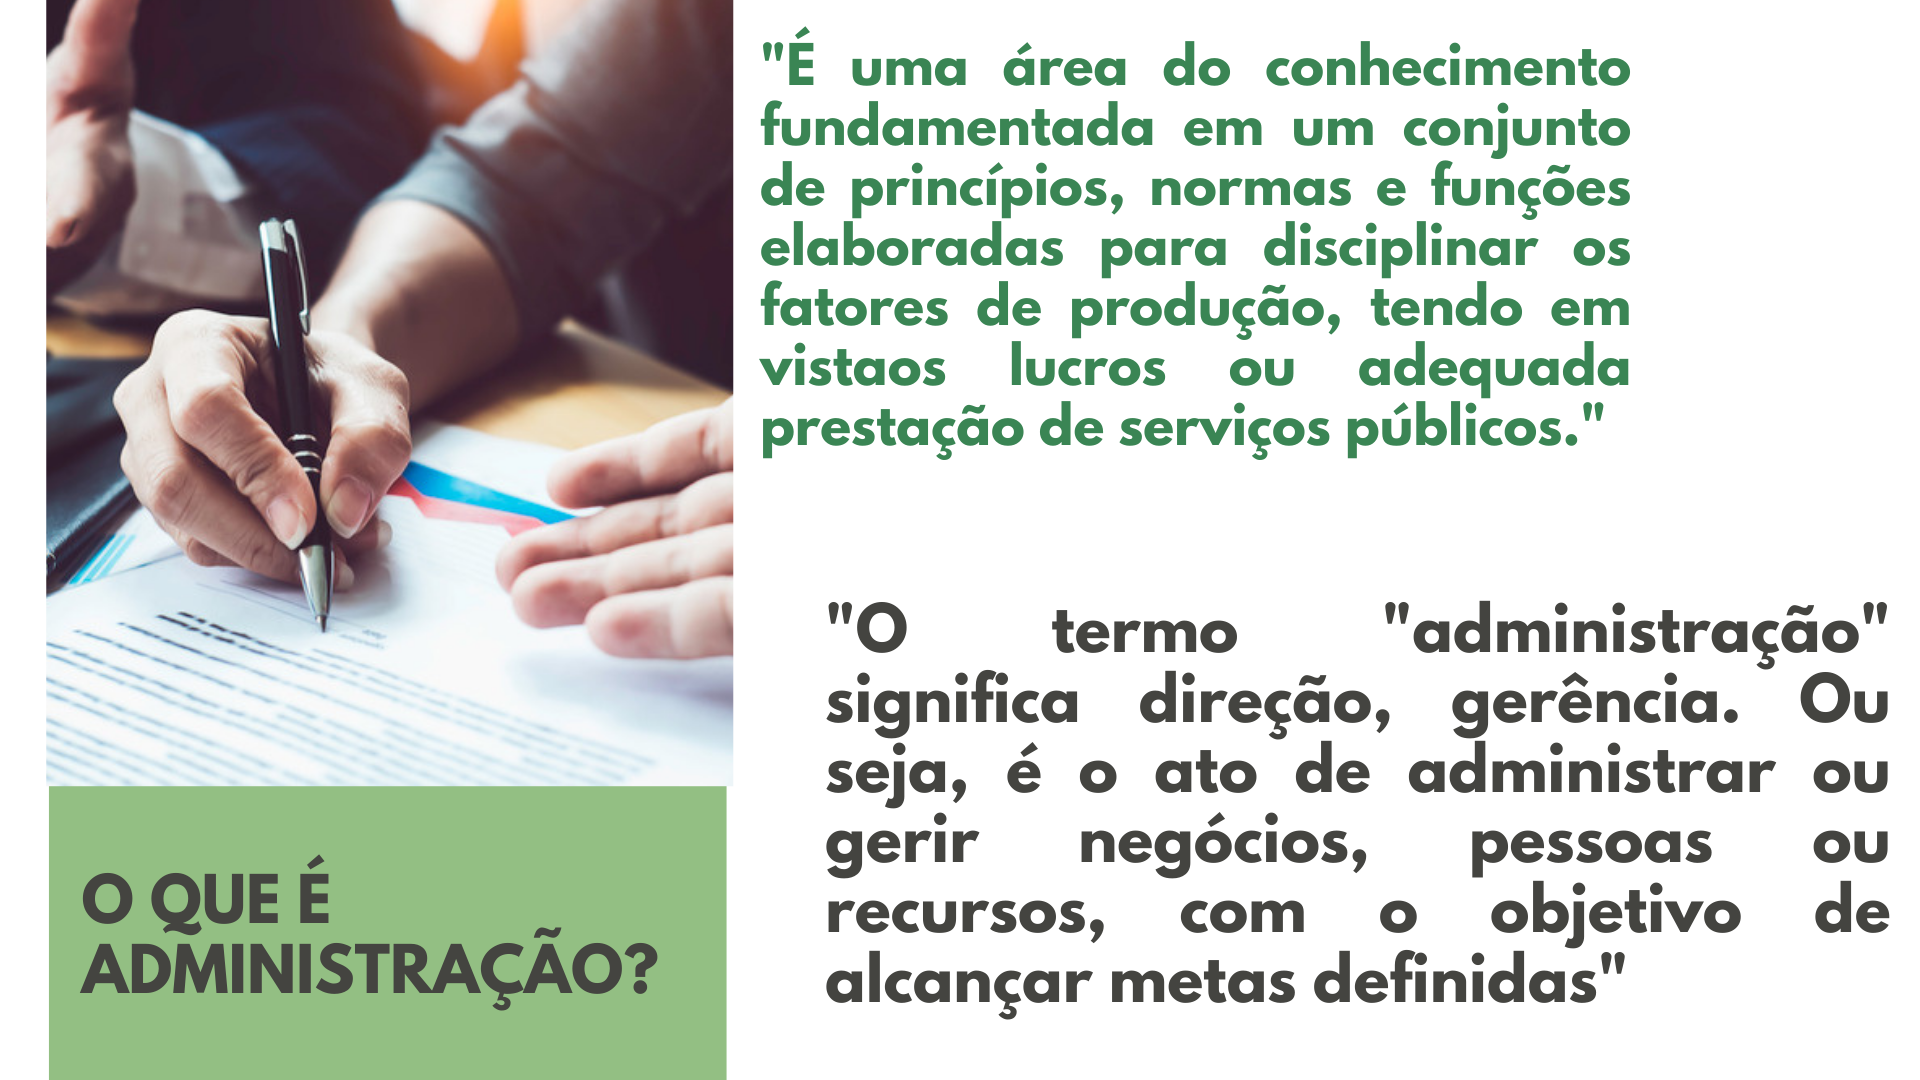 "É uma área do conhecimento
fundamentada em um conjunto
de princípios, normas e funções
elaboradas para disciplinar os
fatores de produção, tendo em
vistaos lucros ou adequada
prestação de serviços públicos."
"O termo "administração"
significa direção, gerência. Ou
seja, é o ato de administrar ou
gerir negócios, pessoas ou
recursos, com o objetivo de
alcançar metas definidas"
O QUE É
ADMINISTRAÇÃO?